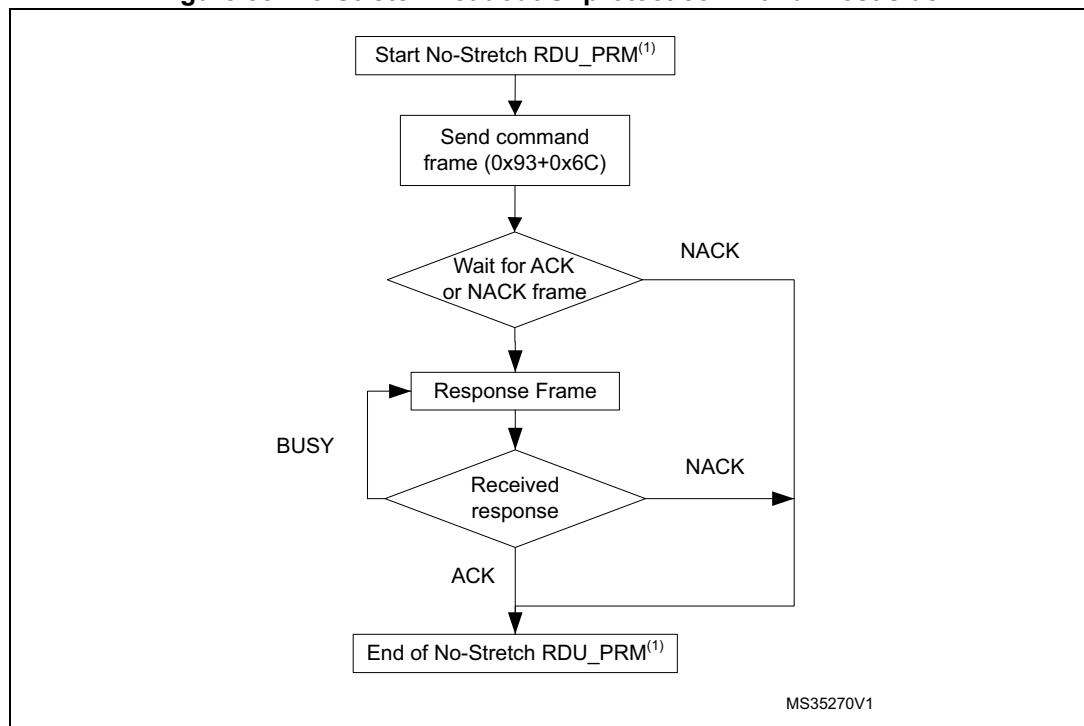 Start No-Stretch RDU_PRM(1)
Send command
frame (0x93+0x6C)
Wait for ACK
or NACK frame
NACK
Response Frame
BUSY
Received
response
NACK
ACK
End of No-Stretch RDU_PRM(1)
MS35270V1